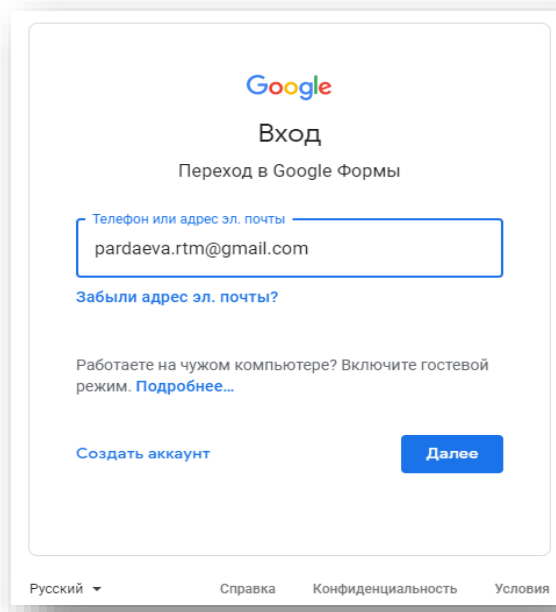 Google
Вход
Переход в Google Формы
Телефон или адрес эл. почты
pardaeva.rtm@gmail.com
Забыли адрес эл. почты?
Работаете на чужом компьютере? Включите гостевой
режим. Подробнее...
Создать аккаунт
Далее
Русский Справка Конфиденциальность Условия